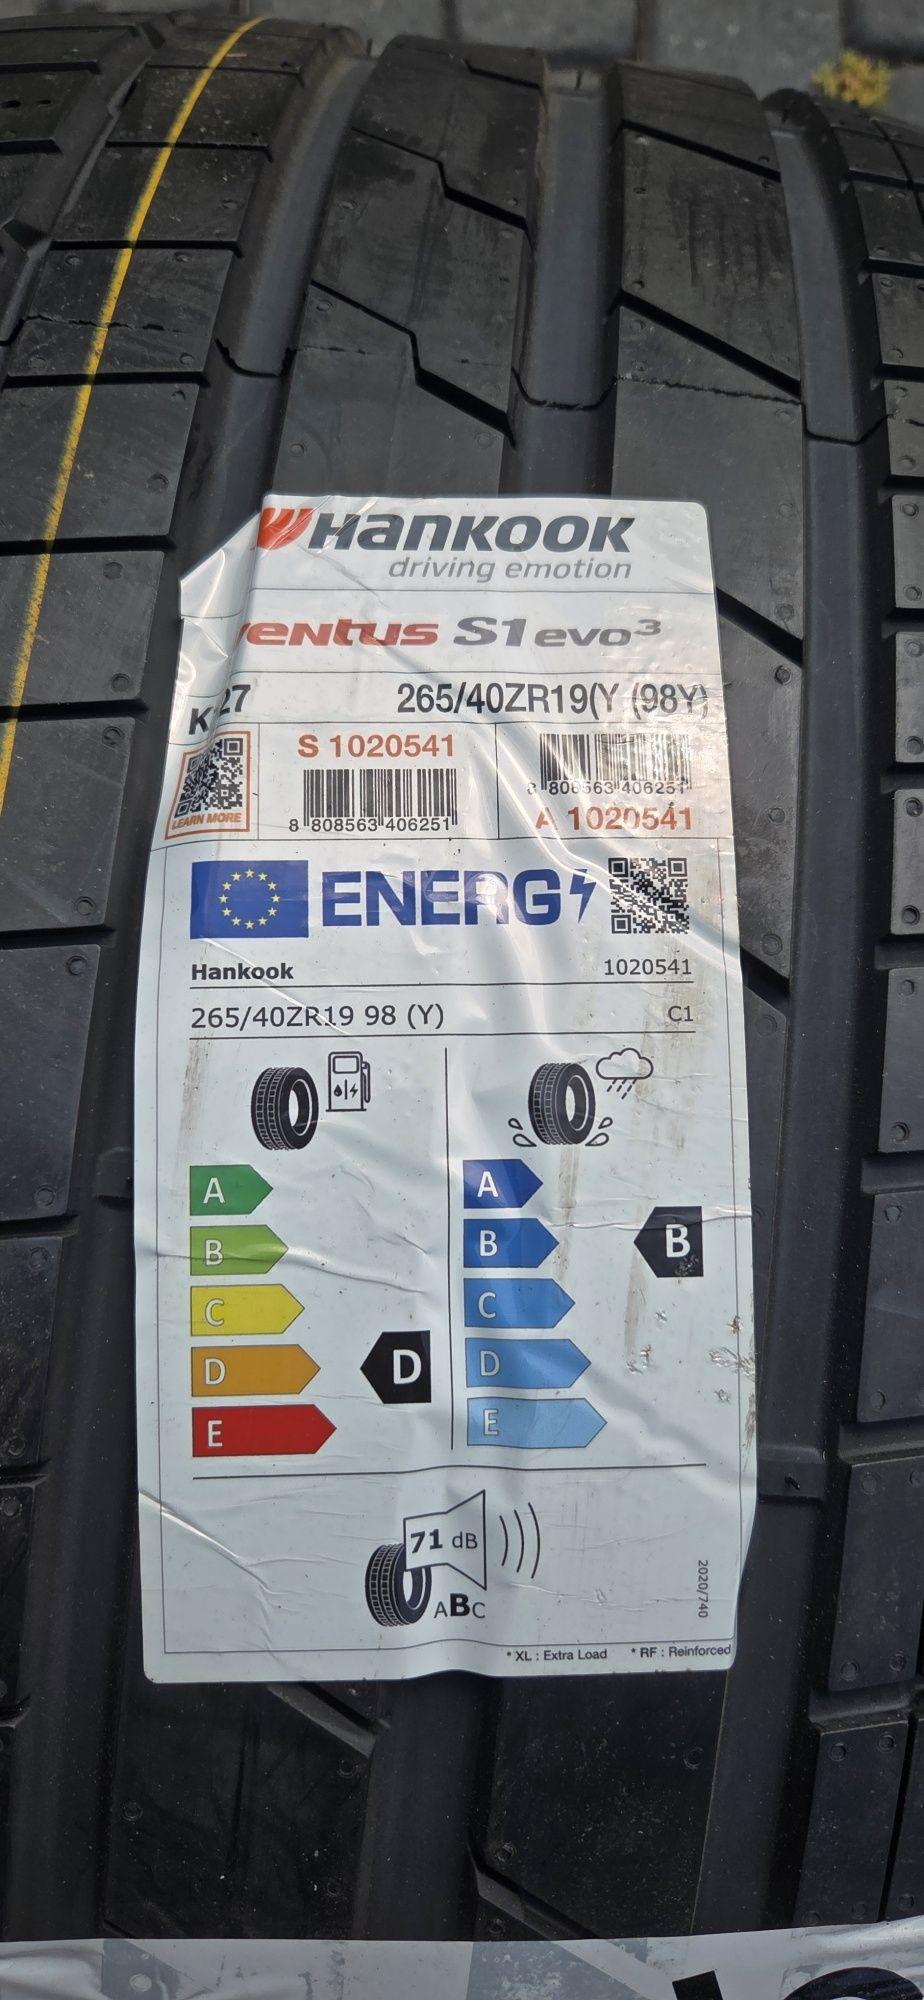 HANKOOK
driving emotion
ventus S1 evo³
K 27 265/40ZR19(Y (98Y)
S 1020541
8 808563 406251
LEARN MORE
8 808563 406251
A 1020541
ENERG
Hankook 1020541
265/40ZR19 98 (Y) C1
A
B
C
D
E
D
A
B
C
D
E
B
71 dB
ABC
2020/740
* XL : Extra Load * RF : Reinforced